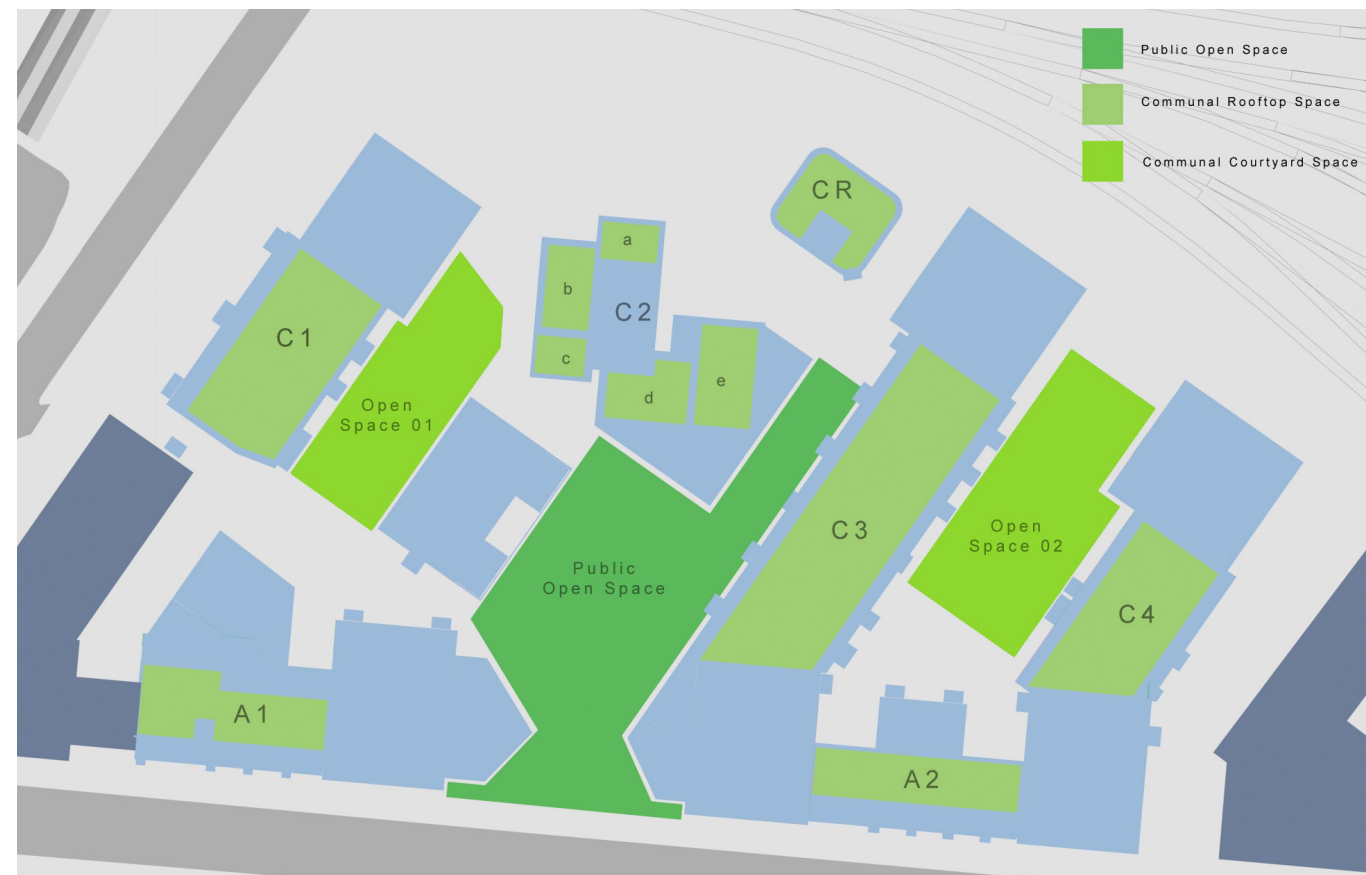 Public Open Space
Communal Rooftop Space
Communal Courtyard Space
CR
a
b
C2
c
d
e
C1
Open
Space 01
Public
Open Space
C3
Open
Space 02
C4
A1
A2